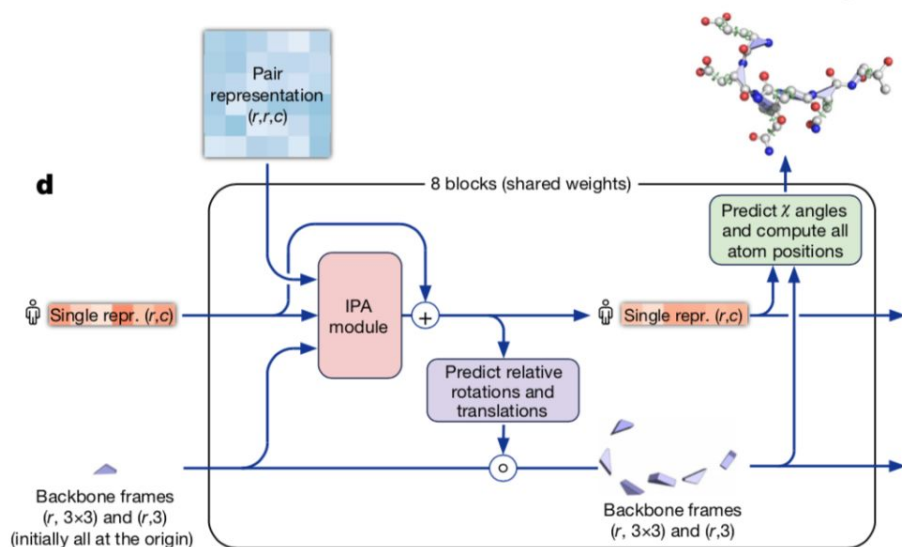 Pair
representation
(r,r,c)
d
8 blocks (shared weights)
Predict χ angles
and compute all
atom positions
Single repr. (r,c)
IPA
module
+
Single repr. (r,c)
Predict relative
rotations and
translations
Backbone frames
(r, 3×3) and (r,3)
(initially all at the origin)
Backbone frames
(r, 3×3) and (r,3)